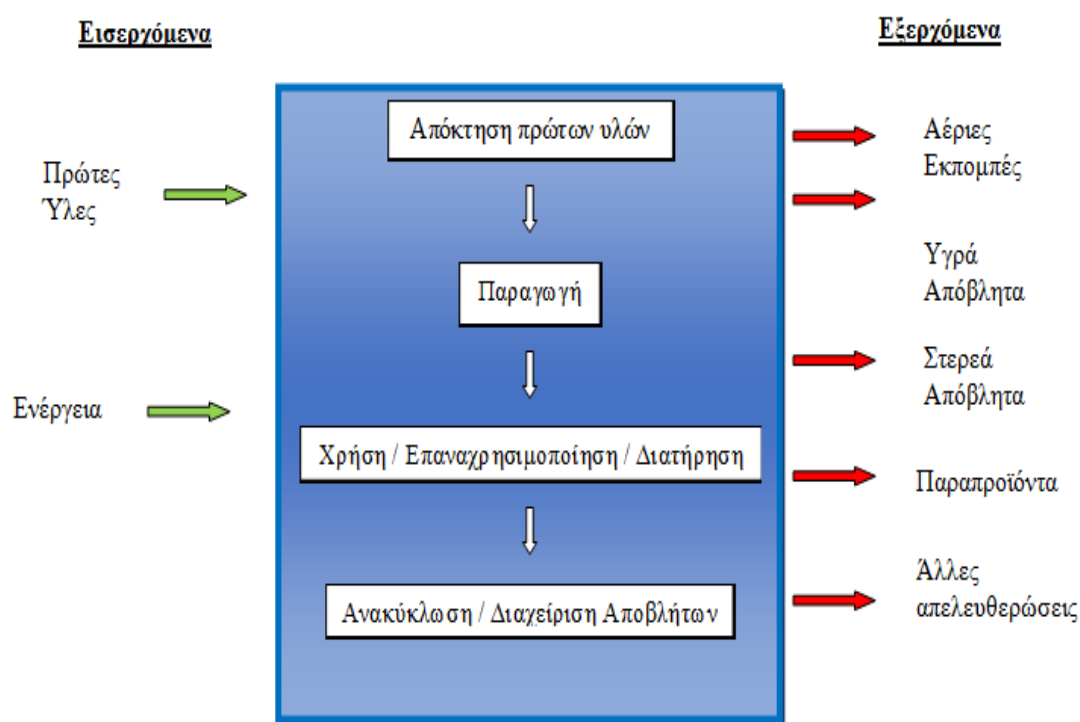 Εισερχόμενα
Εξερχόμενα
Απόκτηση πρώτων υλών
Πρώτες
Ύλες
Αέριες
Εκπομπές
Παραγωγή
Υγρά
Απόβλητα
Ενέργεια
Στερεά
Απόβλητα
Χρήση / Επαναχρησιμοποίηση / Διατήρηση
Παραπροϊόντα
Ανακύκλωση / Διαχείριση Αποβλήτων
Άλλες
απελευθερώσεις